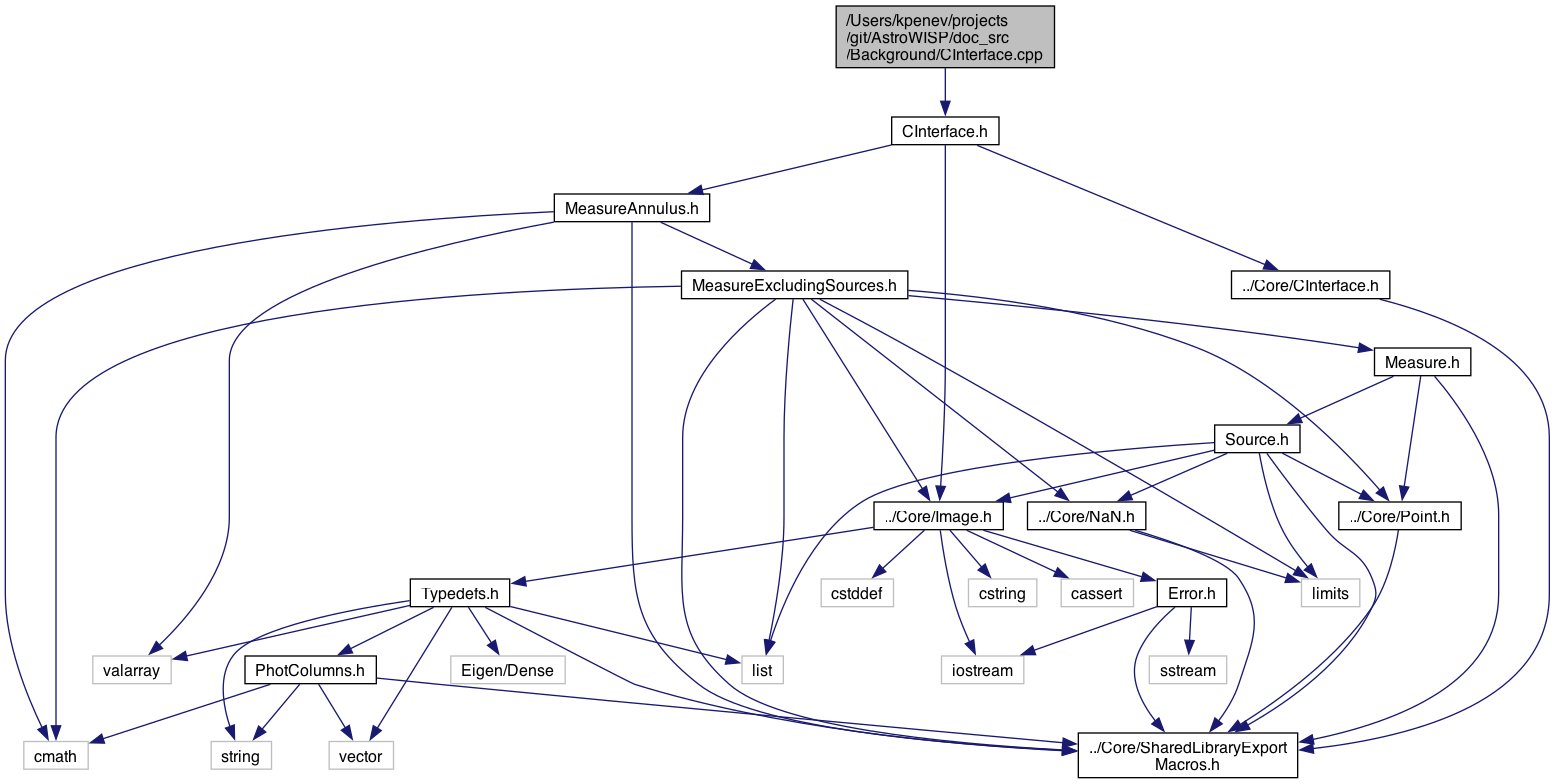 /Users/kpenev/projects
/git/AstroWISP/doc_src
/Background/CInterface.cpp
CInterface.h
MeasureAnnulus.h
MeasureExcludingSources.h
../Core/CInterface.h
Measure.h
Source.h
../Core/Image.h
../Core/NaN.h
../Core/Point.h
Typedefs.h
cstddef
cstring
cassert
Error.h
limits
valarray
PhotColumns.h
Eigen/Dense
list
iostream
sstream
cmath
string
vector
../Core/SharedLibraryExport
Macros.h